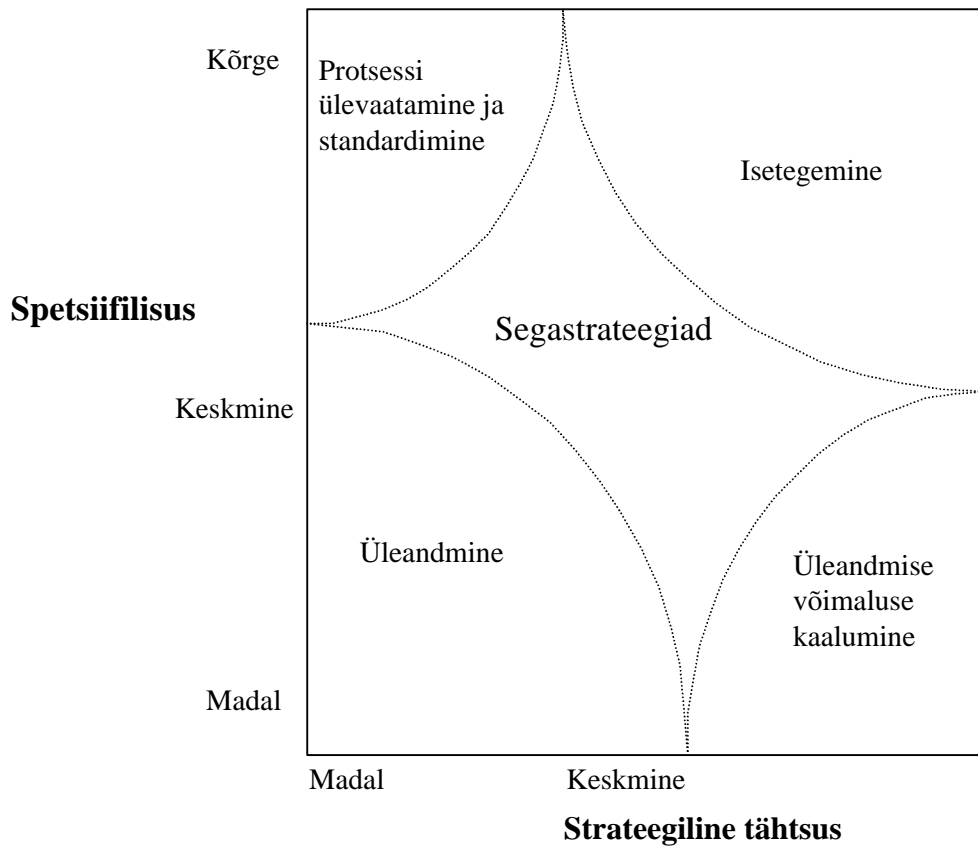 Kõrge
Protsessi
ülevaatamine ja
standardimine
Isetegemine
Spetsiifilisus
Segastrateegiad
Keskmine
Üleandmine
Üleandmise
võimaluse
kaalumine
Madal
Madal
Keskmine
Strateegiline tähtsus